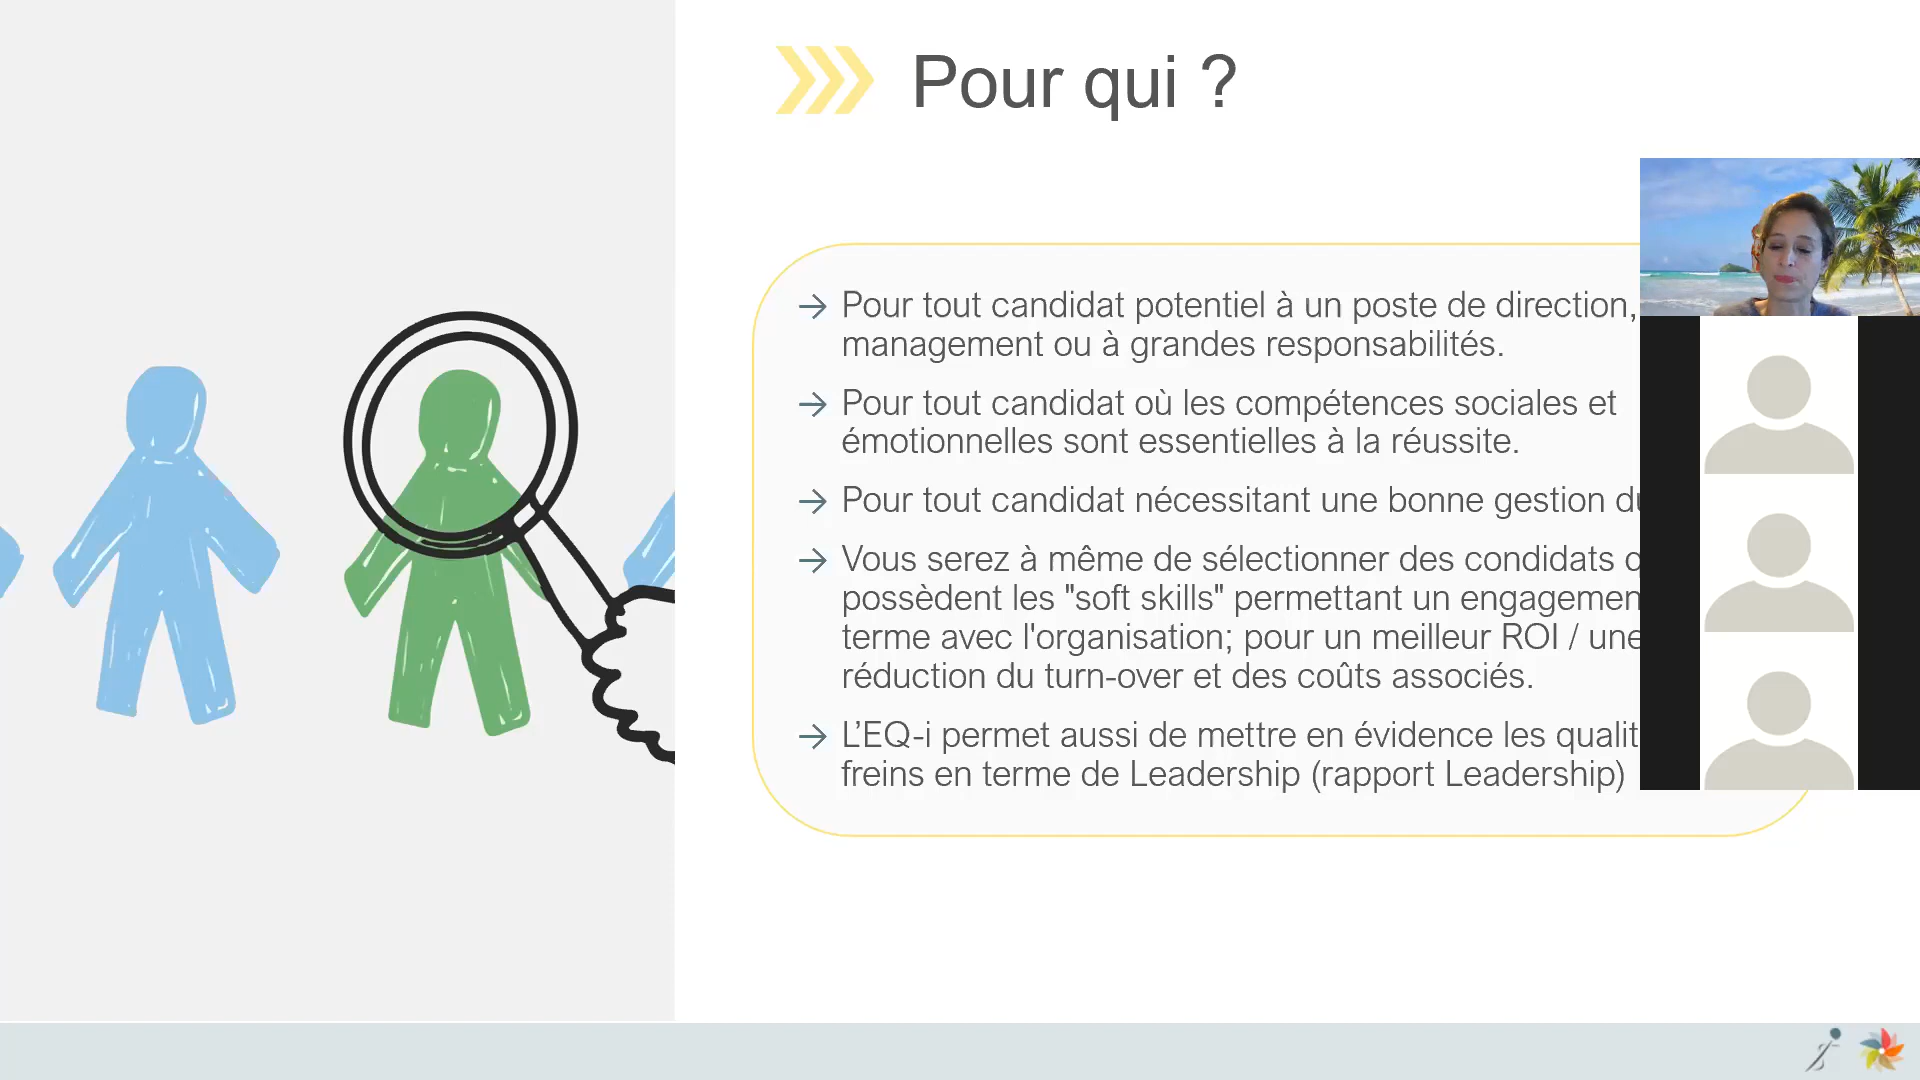 Pour qui ?
→ Pour tout candidat potentiel à un poste de direction,
management ou à grandes responsabilités.
→ Pour tout candidat où les compétences sociales et
émotionnelles sont essentielles à la réussite.
→ Pour tout candidat nécessitant une bonne gestion
→ Vous serez à même de sélectionner des condidats
possèdent les "soft skills" permettant un
terme avec l'organisation; pour un meilleur ROI / une
réduction du turn-over et des coûts associés.
→ L’EQ-i permet aussi de mettre en évidence les
freins en terme de Leadership (rapport Leadership)